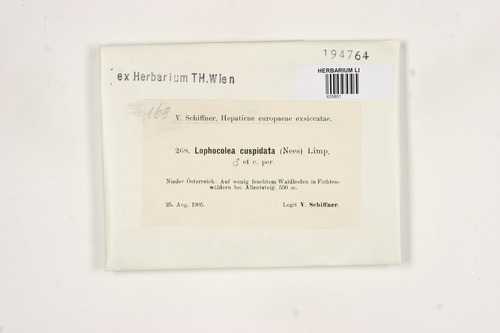 194764
HERBARIUM LI
ex Herbarium TH.Wien
168
V. Schiffner, Hepaticae europaeae exsiccatae.
268. Lophocolea cuspidata (Nees) Limp.
♂ et c. per.
Nieder Österreich: Auf wenig feuchtem Waldboden in Fichten-
wäldern bei Allentsteig. 550 m.
25. Aug. 1905. Legit V. Schiffner.